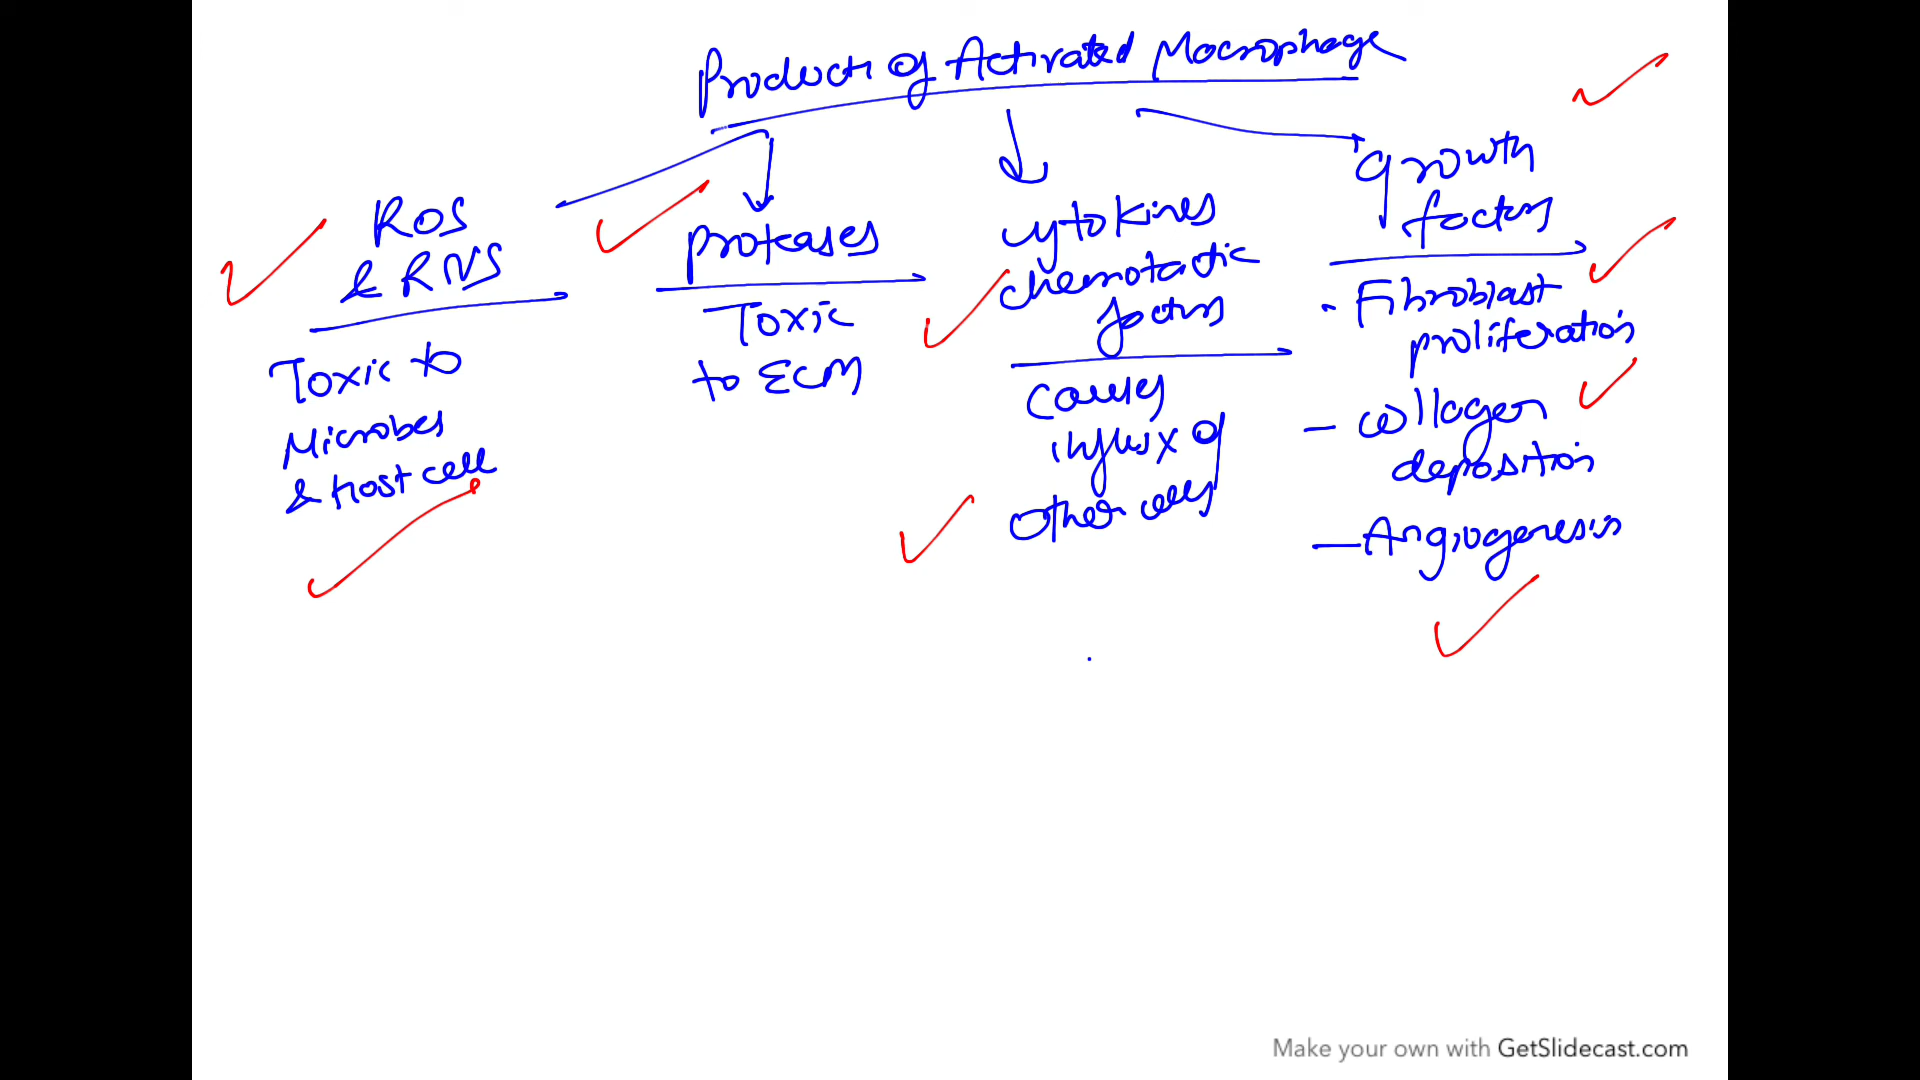 Products of Activated Macrophage
ROS
& RNS
Toxic to
Microbes
& Host cell
proteases
Toxic
to ECM
cytokines
chemotactic
factors
causes
influx of
other cells
Growth
factors
- Fibroblast
proliferation
- collagen
deposition
- Angiogenesis
Make your own with GetSlidecast.com